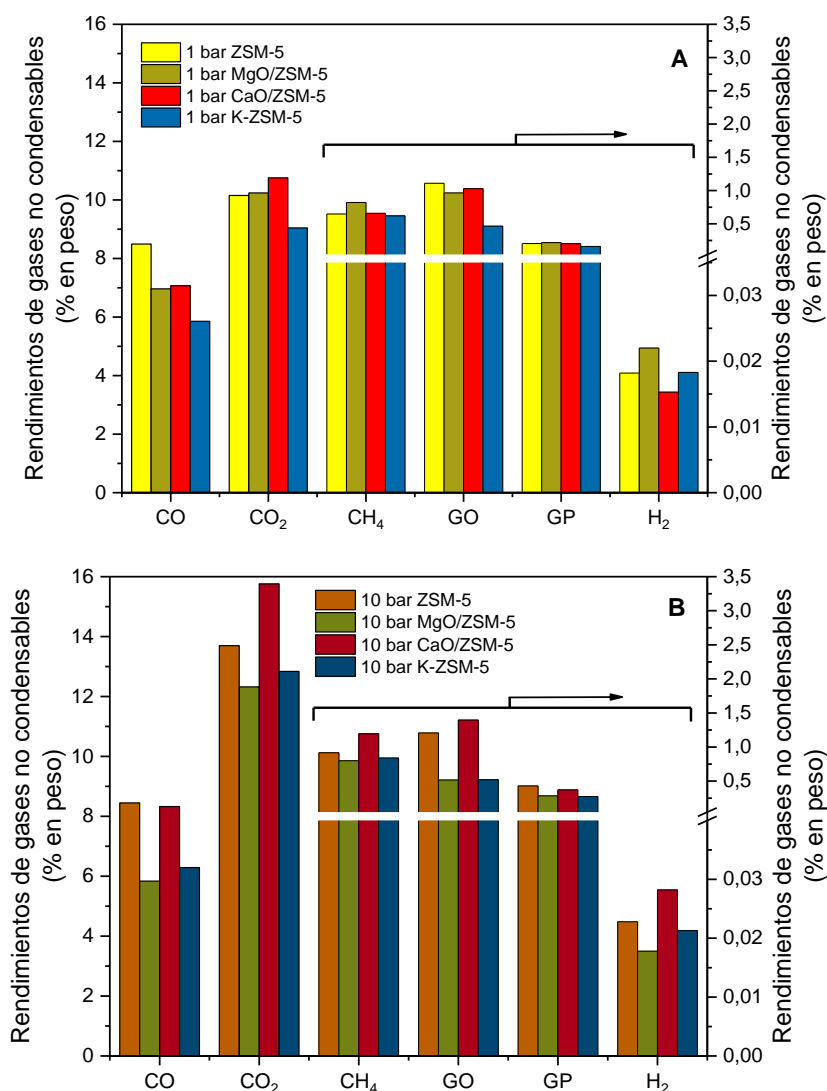 A
1 bar ZSM-5
1 bar MgO/ZSM-5
1 bar CaO/ZSM-5
1 bar K-ZSM-5
Rendimientos de gases no condensables
(% en peso)
16
14
12
10
8
6
4
2
0
3,5
3,0
2,5
2,0
1,5
1,0
0,5
0,03
0,02
0,01
0,00
Rendimientos de gases no condensables
(% en peso)
CO CO₂ CH₄ GO GP H₂
B
10 bar ZSM-5
10 bar MgO/ZSM-5
10 bar CaO/ZSM-5
10 bar K-ZSM-5
Rendimientos de gases no condensables
(% en peso)
16
14
12
10
8
6
4
2
0
3,5
3,0
2,5
2,0
1,5
1,0
0,5
0,03
0,02
0,01
0,00
Rendimientos de gases no condensables
(% en peso)
CO CO₂ CH₄ GO GP H₂